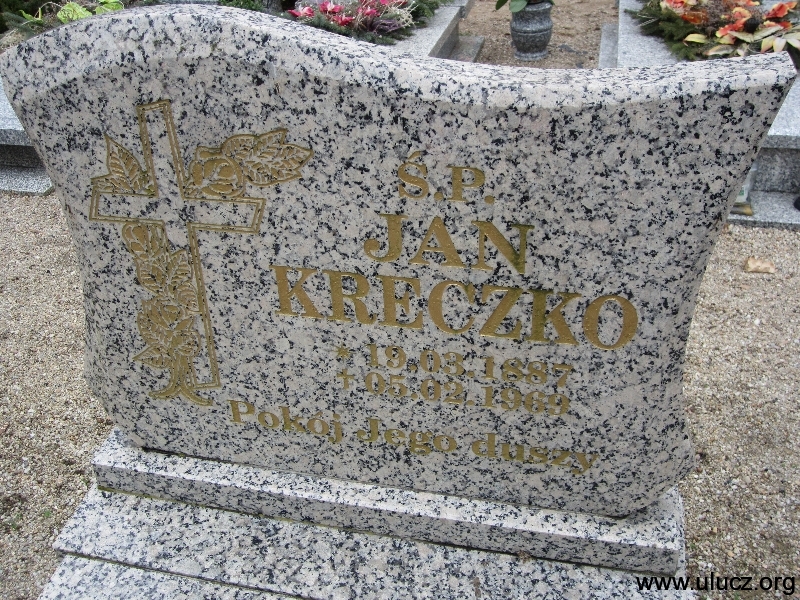 Ś.P.
JAN
KRECZKO
* 19.03.1887
† 05.02.1969
Pokój Jego duszy
www.ulucz.org